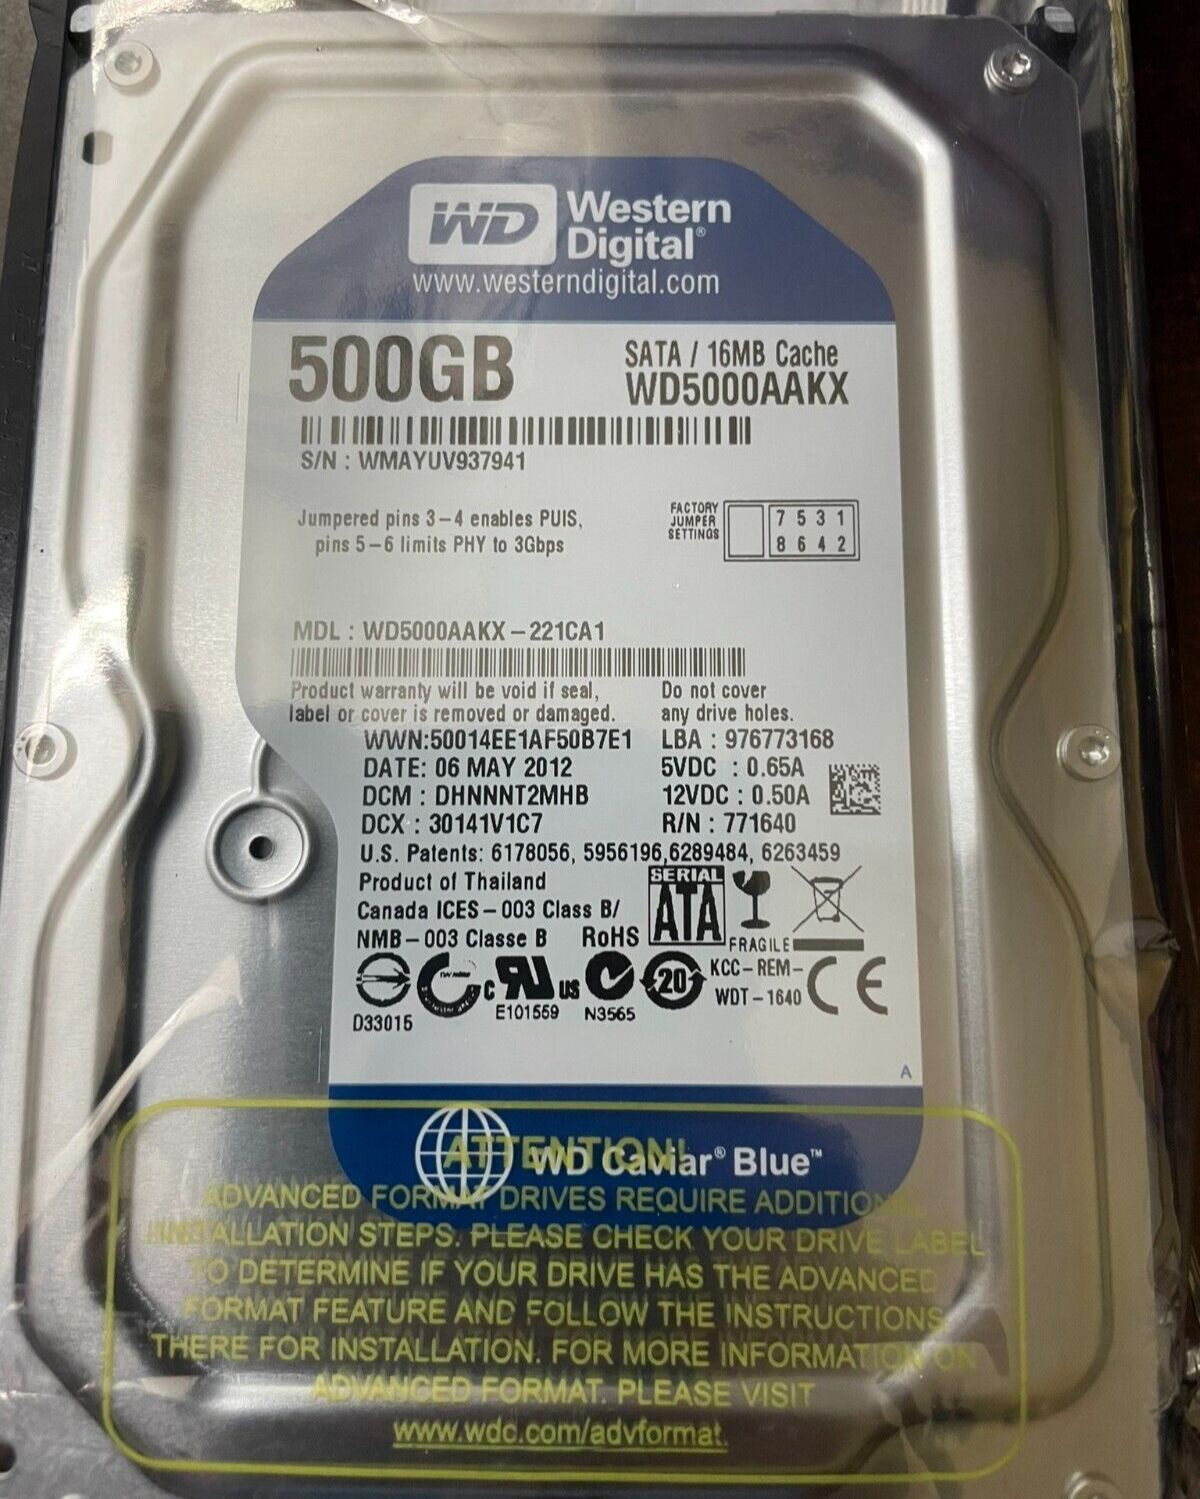 WD Western
Digital®
www.westerndigital.com
500GB
SATA / 16MB Cache
WD5000AAKX
S/N : WMAYUV937941
Jumpered pins 3-4 enables PUIS,
pins 5-6 limits PHY to 3Gbps
FACTORY
JUMPER
SETTINGS
7 5 3 1
8 6 4 2
MDL : WD5000AAKX-221CA1
Product warranty will be void if seal,
label or cover is removed or damaged.
Do not cover
any drive holes.
WWN:50014EE1AF50B7E1
LBA : 976773168
DATE: 06 MAY 2012
5VDC : 0.65A
DCM : DHNNNT2MHB
12VDC : 0.50A
DCX : 30141V1C7
R/N : 771640
U.S. Patents: 6178056, 5956196,6289484, 6263459
Product of Thailand
Canada ICES-003 Class B/
NMB-003 Classe B
RoHS
SERIAL
ATA
FRAGILE
D33015
C UL US
E101559
N3565
20
KCC-REM-
WDT-1640
CE
A
WD Caviar® Blue™
ATTENTION!
ADVANCED FORMAT DRIVES REQUIRE
INSTALLATION STEPS. PLEASE CHECK YOUR DRIVE LABEL
TO DETERMINE IF YOUR DRIVE HAS THE ADVANCED
FORMAT FEATURE AND FOLLOW THE INSTRUCTIONS
THERE FOR INSTALLATION. FOR MORE INFORMATION ON
ADVANCED FORMAT. PLEASE VISIT
www.wdc.com/advformat.